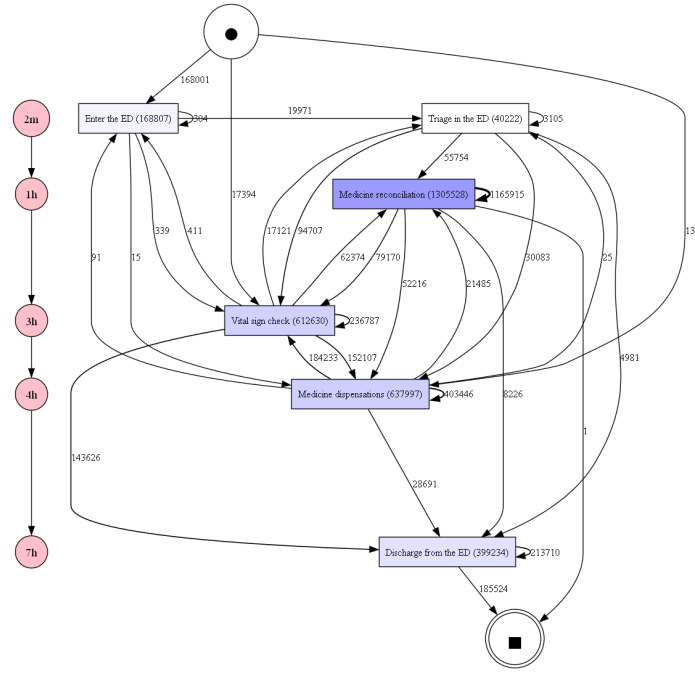 168001
2m
Enter the ED (168807)
304
19971
Triage in the ED (40222)
3105
55754
1h
Medicine reconciliation (1305528)
1165915
17394
339
411
17121
94707
13
91
15
62374
79170
52216
21485
30083
25
3h
Vital sign check (612630)
236787
184233
152107
4981
4h
Medicine dispensations (637997)
403446
8226
1
143626
28691
7h
Discharge from the ED (399234)
213710
185524